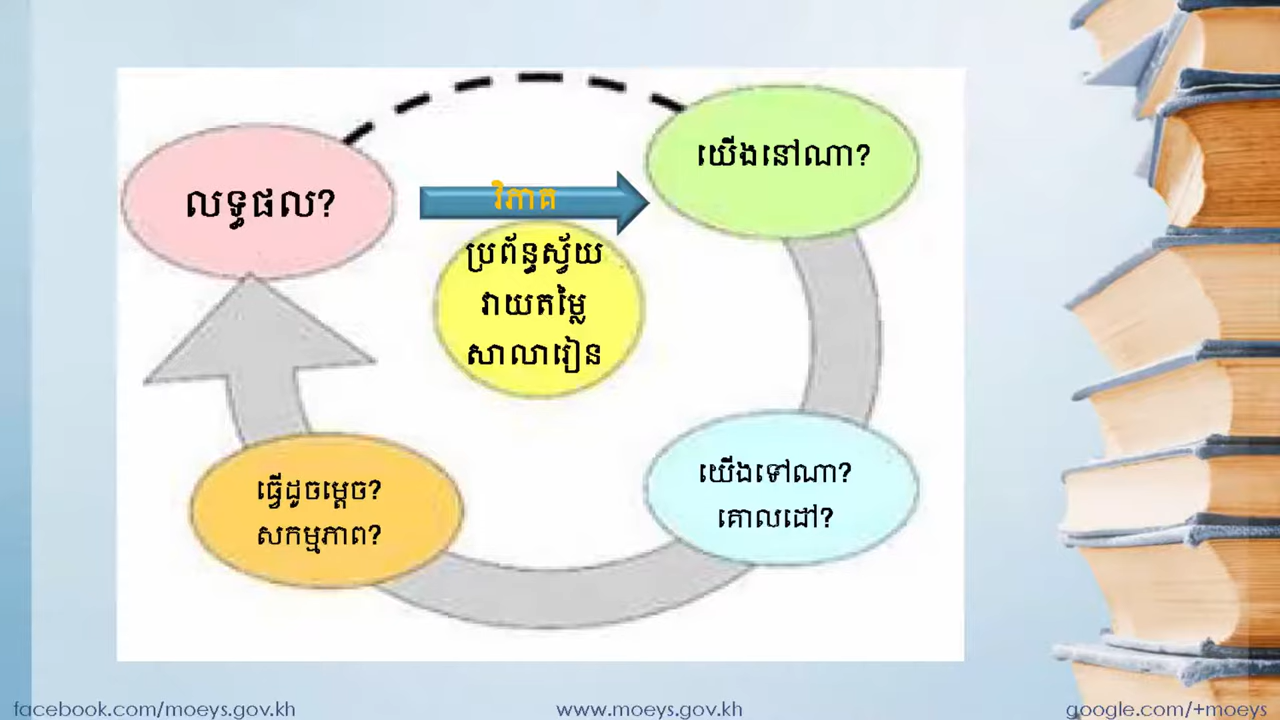 លទ្ធផល?
វិភាគ
យើងនៅណា?
ប្រព័ន្ធស្វ័យ
វាយតម្លៃ
សាលារៀន
យើងទៅណា?
គោលដៅ?
ធ្វើដូចម្ដេច?
សកម្មភាព?
facebook.com/moeys.gov.kh
www.moeys.gov.kh
google.com/+moeys